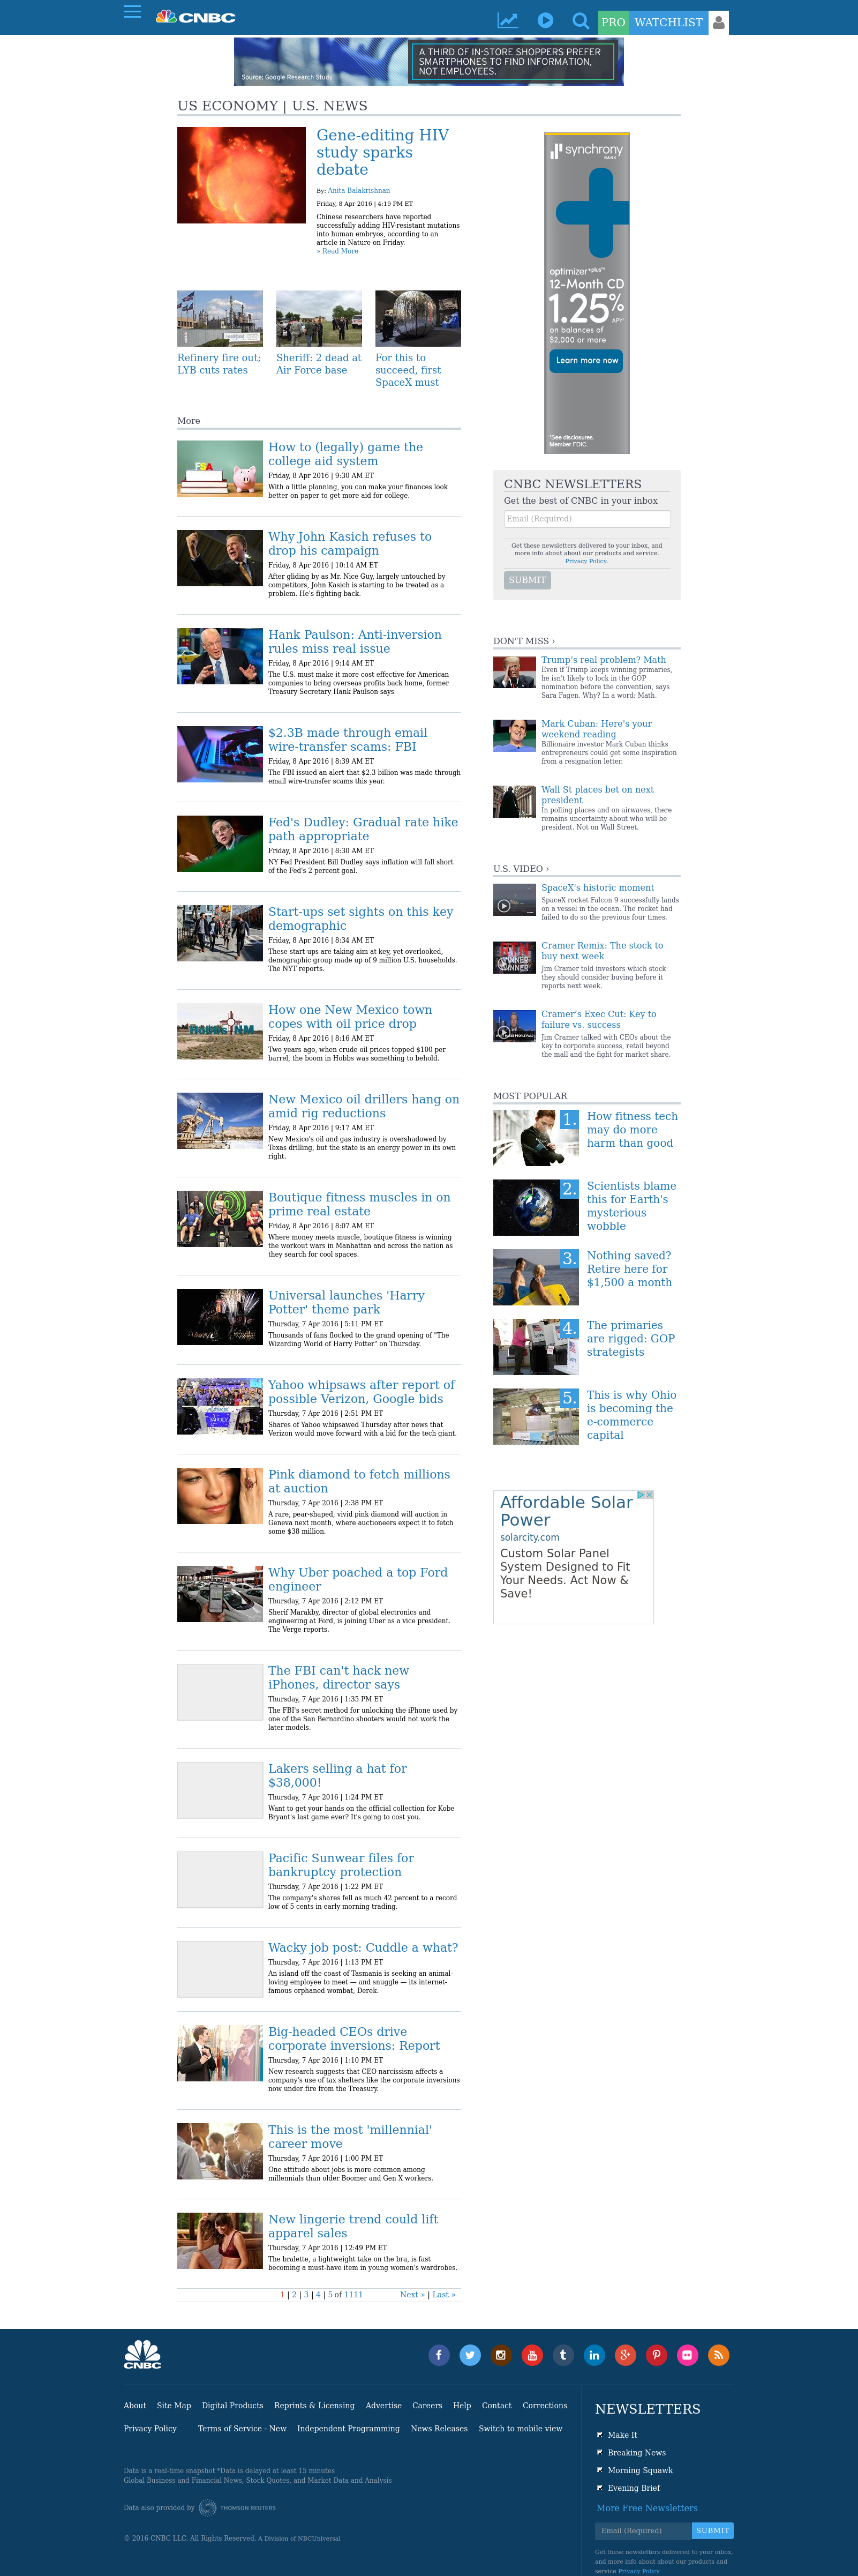 CNBC
PRO
WATCHLIST
A THIRD OF IN-STORE SHOPPERS PREFER
SMARTPHONES TO FIND INFORMATION,
NOT EMPLOYEES.
Source: Google Research Study
US ECONOMY | U.S. NEWS
Gene-editing HIV
study sparks
debate
By: Anita Balakrishnan
Friday, 8 Apr 2016 | 4:19 PM ET
Chinese researchers have reported
successfully adding HIV-resistant mutations
into human embryos, according to an
article in Nature on Friday.
» Read More
Refinery fire out;
LYB cuts rates
Sheriff: 2 dead at
Air Force base
For this to
succeed, first
SpaceX must
More
FSA
How to (legally) game the
college aid system
Friday, 8 Apr 2016 | 9:30 AM ET
With a little planning, you can make your finances look
better on paper to get more aid for college.
Why John Kasich refuses to
drop his campaign
Friday, 8 Apr 2016 | 10:14 AM ET
After gliding by as Mr. Nice Guy, largely untouched by
competitors, John Kasich is starting to be treated as a
problem. He's fighting back.
Hank Paulson: Anti-inversion
rules miss real issue
Friday, 8 Apr 2016 | 9:14 AM ET
The U.S. must make it more cost effective for American
companies to bring overseas profits back home, former
Treasury Secretary Hank Paulson says
$2.3B made through email
wire-transfer scams: FBI
Friday, 8 Apr 2016 | 8:39 AM ET
The FBI issued an alert that $2.3 billion was made through
email wire-transfer scams this year.
Fed's Dudley: Gradual rate hike
path appropriate
Friday, 8 Apr 2016 | 8:30 AM ET
NY Fed President Bill Dudley says inflation will fall short
of the Fed's 2 percent goal.
Start-ups set sights on this key
demographic
Friday, 8 Apr 2016 | 8:34 AM ET
These start-ups are taking aim at key, yet overlooked,
demographic group made up of 9 million U.S. households.
The NYT reports.
Hobbs NM
How one New Mexico town
copes with oil price drop
Friday, 8 Apr 2016 | 8:16 AM ET
Two years ago, when crude oil prices topped $100 per
barrel, the boom in Hobbs was something to behold.
New Mexico oil drillers hang on
amid rig reductions
Friday, 8 Apr 2016 | 9:17 AM ET
New Mexico's oil and gas industry is overshadowed by
Texas drilling, but the state is an energy power in its own
right.
Boutique fitness muscles in on
prime real estate
Friday, 8 Apr 2016 | 8:07 AM ET
Where money meets muscle, boutique fitness is winning
the workout wars in Manhattan and across the nation as
they search for cool spaces.
Universal launches 'Harry
Potter' theme park
Thursday, 7 Apr 2016 | 5:11 PM ET
Thousands of fans flocked to the grand opening of "The
Wizarding World of Harry Potter" on Thursday.
YAHOO!
Yahoo whipsaws after report of
possible Verizon, Google bids
Thursday, 7 Apr 2016 | 2:51 PM ET
Shares of Yahoo whipsawed Thursday after news that
Verizon would move forward with a bid for the tech giant.
Pink diamond to fetch millions
at auction
Thursday, 7 Apr 2016 | 2:38 PM ET
A rare, pear-shaped, vivid pink diamond will auction in
Geneva next month, where auctioneers expect it to fetch
some $38 million.
Why Uber poached a top Ford
engineer
Thursday, 7 Apr 2016 | 2:12 PM ET
Sherif Marakby, director of global electronics and
engineering at Ford, is joining Uber as a vice president.
The Verge reports.
The FBI can't hack new
iPhones, director says
Thursday, 7 Apr 2016 | 1:35 PM ET
The FBI's secret method for unlocking the iPhone used by
one of the San Bernardino shooters would not work the
later models.
Lakers selling a hat for
$38,000!
Thursday, 7 Apr 2016 | 1:24 PM ET
Want to get your hands on the official collection for Kobe
Bryant's last game ever? It's going to cost you.
Pacific Sunwear files for
bankruptcy protection
Thursday, 7 Apr 2016 | 1:22 PM ET
The company's shares fell as much 42 percent to a record
low of 5 cents in early morning trading.
Wacky job post: Cuddle a what?
Thursday, 7 Apr 2016 | 1:13 PM ET
An island off the coast of Tasmania is seeking an animal-
loving employee to meet — and snuggle — its internet-
famous orphaned wombat, Derek.
Big-headed CEOs drive
corporate inversions: Report
Thursday, 7 Apr 2016 | 1:10 PM ET
New research suggests that CEO narcissism affects a
company's use of tax shelters like the corporate inversions
now under fire from the Treasury.
This is the most 'millennial'
career move
Thursday, 7 Apr 2016 | 1:00 PM ET
One attitude about jobs is more common among
millennials than older Boomer and Gen X workers.
New lingerie trend could lift
apparel sales
Thursday, 7 Apr 2016 | 12:49 PM ET
The bralette, a lightweight take on the bra, is fast
becoming a must-have item in young women's wardrobes.
1 | 2 | 3 | 4 | 5 of 1111 Next » | Last »
synchrony
BANK
optimizer+plus℠
12-Month CD
1.25%
APY¹
on balances of
$2,000 or more
Learn more now
¹See disclosures.
Member FDIC.
CNBC NEWSLETTERS
Get the best of CNBC in your inbox
Email (Required)
Get these newsletters delivered to your inbox, and
more info about about our products and service.
Privacy Policy.
SUBMIT
DON'T MISS ›
Trump's real problem? Math
Even if Trump keeps winning primaries,
he isn't likely to lock in the GOP
nomination before the convention, says
Sara Fagen. Why? In a word: Math.
Mark Cuban: Here's your
weekend reading
Billionaire investor Mark Cuban thinks
entrepreneurs could get some inspiration
from a resignation letter.
Wall St places bet on next
president
In polling places and on airwaves, there
remains uncertainty about who will be
president. Not on Wall Street.
U.S. VIDEO ›
SpaceX's historic moment
SpaceX rocket Falcon 9 successfully lands
on a vessel in the ocean. The rocket had
failed to do so the previous four times.
Cramer Remix: The stock to
buy next week
Jim Cramer told investors which stock
they should consider buying before it
reports next week.
Cramer's Exec Cut: Key to
failure vs. success
Jim Cramer talked with CEOs about the
key to corporate success, retail beyond
the mall and the fight for market share.
MOST POPULAR
1.
How fitness tech
may do more
harm than good
2.
Scientists blame
this for Earth's
mysterious
wobble
3.
Nothing saved?
Retire here for
$1,500 a month
4.
The primaries
are rigged: GOP
strategists
5.
This is why Ohio
is becoming the
e-commerce
capital
Affordable Solar
Power
solarcity.com
Custom Solar Panel
System Designed to Fit
Your Needs. Act Now &
Save!
CNBC
About Site Map Digital Products Reprints & Licensing Advertise Careers Help Contact Corrections
Privacy Policy Terms of Service - New Independent Programming News Releases Switch to mobile view
Data is a real-time snapshot *Data is delayed at least 15 minutes
Global Business and Financial News, Stock Quotes, and Market Data and Analysis
Data also provided by THOMSON REUTERS
© 2016 CNBC LLC. All Rights Reserved. A Division of NBCUniversal
NEWSLETTERS
Make It
Breaking News
Morning Squawk
Evening Brief
More Free Newsletters
Email (Required)
SUBMIT
Get these newsletters delivered to your inbox,
and more info about about our products and
service Privacy Policy